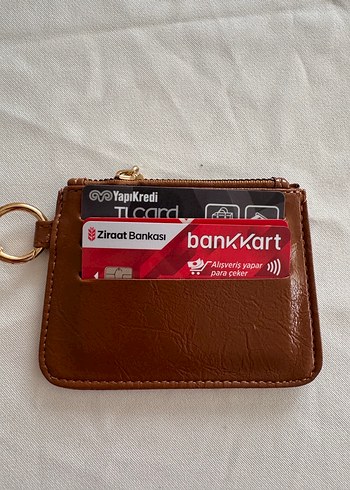 YapıKredi
TLcard
Ziraat Bankası
bankkart
Alışveriş yapar
para çeker